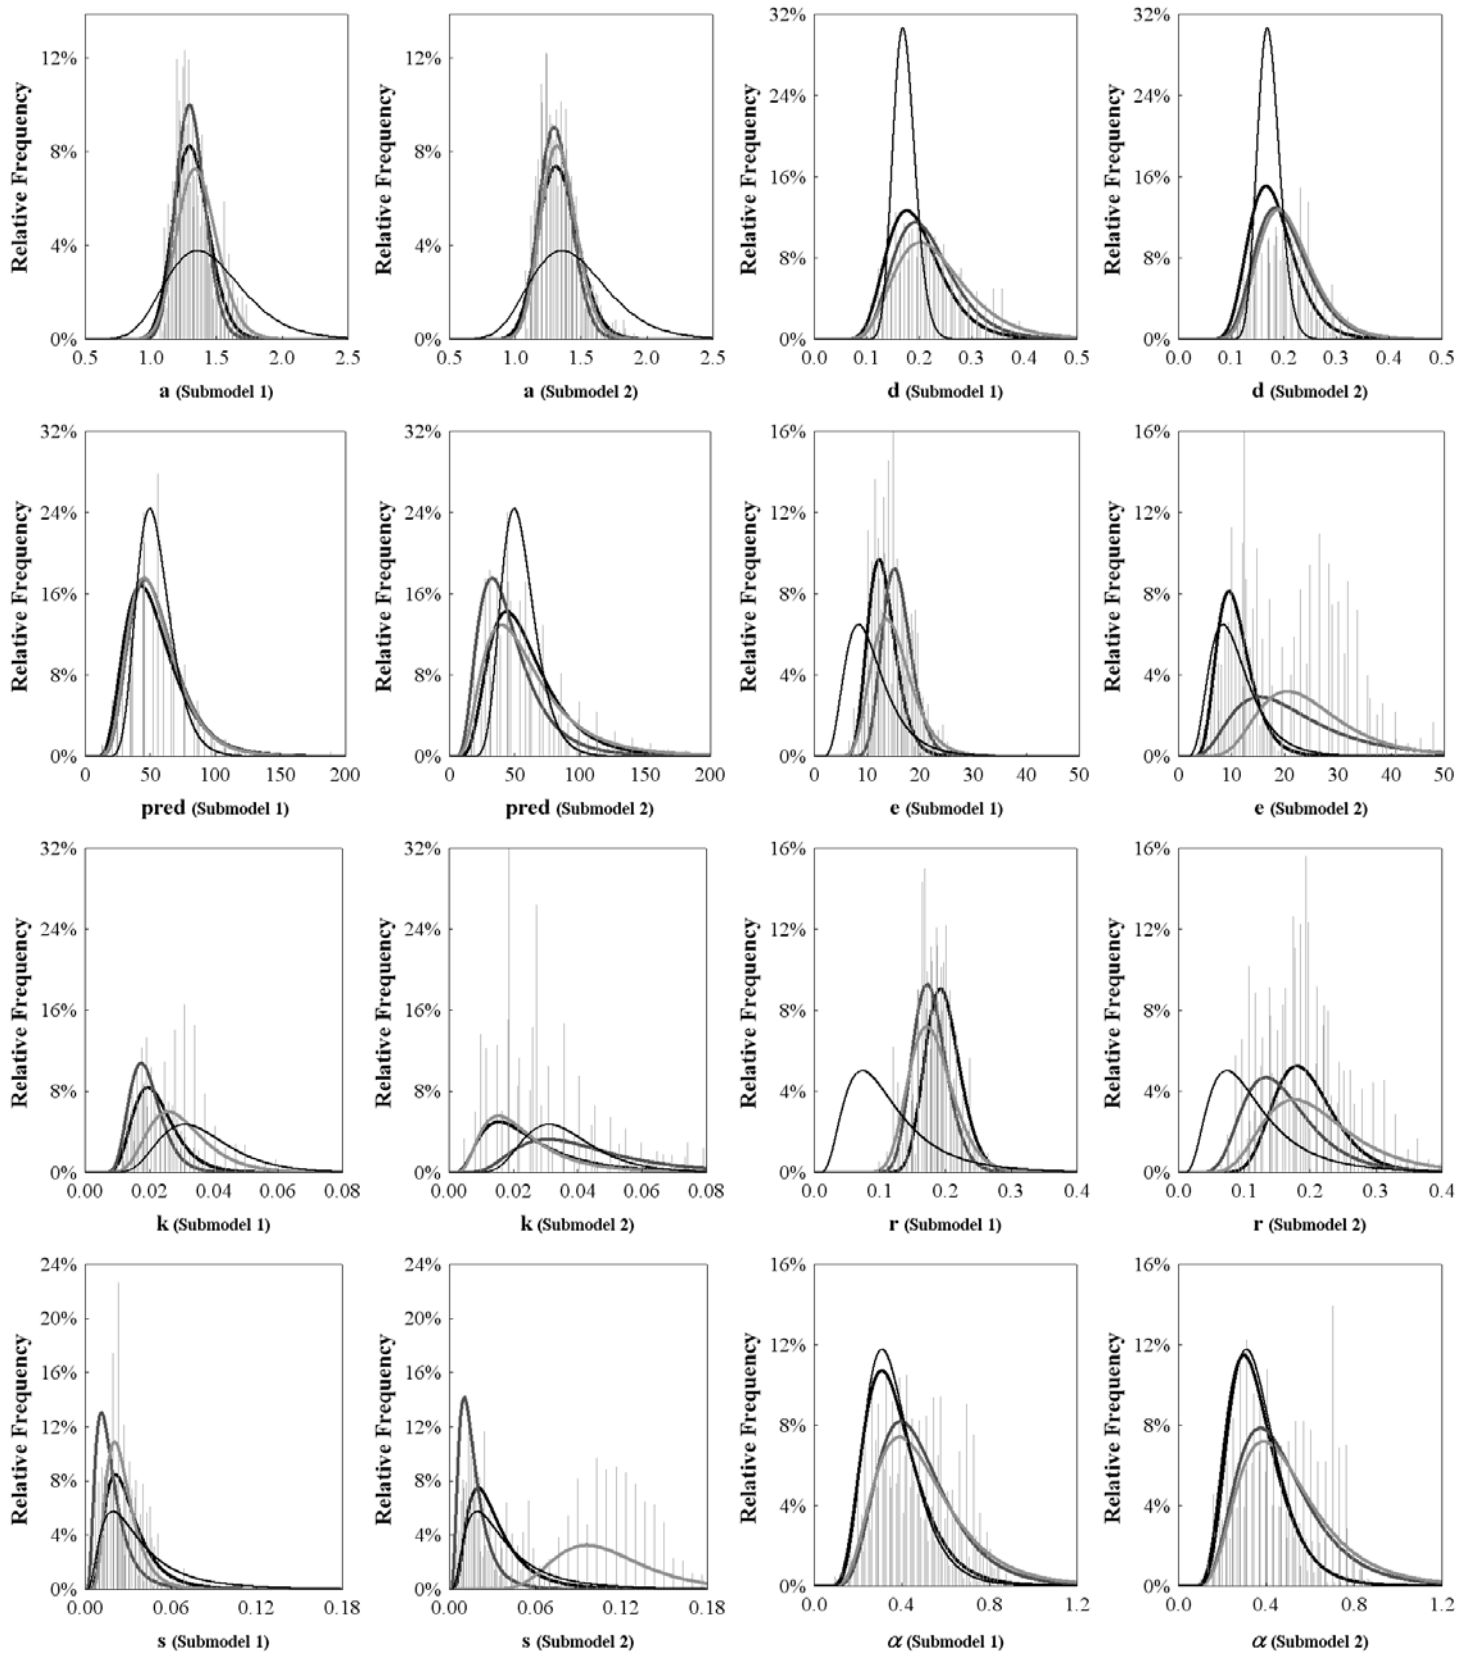 12% 12% 32% 32%
Relative Frequency Relative Frequency Relative Frequency Relative Frequency
8% 8% 24% 24%
16% 16%
4% 4% 8% 8%
0% 0% 0% 0%
0.5 1.0 1.5 2.0 2.5 0.5 1.0 1.5 2.0 2.5 0.0 0.1 0.2 0.3 0.4 0.5 0.0 0.1 0.2 0.3 0.4 0.5
a (Submodel 1) a (Submodel 2) d (Submodel 1) d (Submodel 2)
32% 32% 16% 16%
Relative Frequency Relative Frequency Relative Frequency Relative Frequency
24% 24% 12% 12%
16% 16% 8% 8%
8% 8% 4% 4%
0% 0% 0% 0%
0 50 100 150 200 0 50 100 150 200 0 10 20 30 40 50 0 10 20 30 40 50
pred (Submodel 1) pred (Submodel 2) e (Submodel 1) e (Submodel 2)
32% 32% 16% 16%
Relative Frequency Relative Frequency Relative Frequency Relative Frequency
24% 24% 12% 12%
16% 16% 8% 8%
8% 8% 4% 4%
0% 0% 0% 0%
0.00 0.02 0.04 0.06 0.08 0.00 0.02 0.04 0.06 0.08 0.0 0.1 0.2 0.3 0.4 0.0 0.1 0.2 0.3 0.4
k (Submodel 1) k (Submodel 2) r (Submodel 1) r (Submodel 2)
24% 24% 16% 16%
Relative Frequency Relative Frequency Relative Frequency Relative Frequency
20% 20%
16% 16% 12% 12%
12% 12% 8% 8%
8% 8%
4% 4% 4% 4%
0% 0% 0% 0%
0.00 0.06 0.12 0.18 0.00 0.06 0.12 0.18 0.0 0.4 0.8 1.2 0.0 0.4 0.8 1.2
s (Submodel 1) s (Submodel 2) α (Submodel 1) α (Submodel 2)